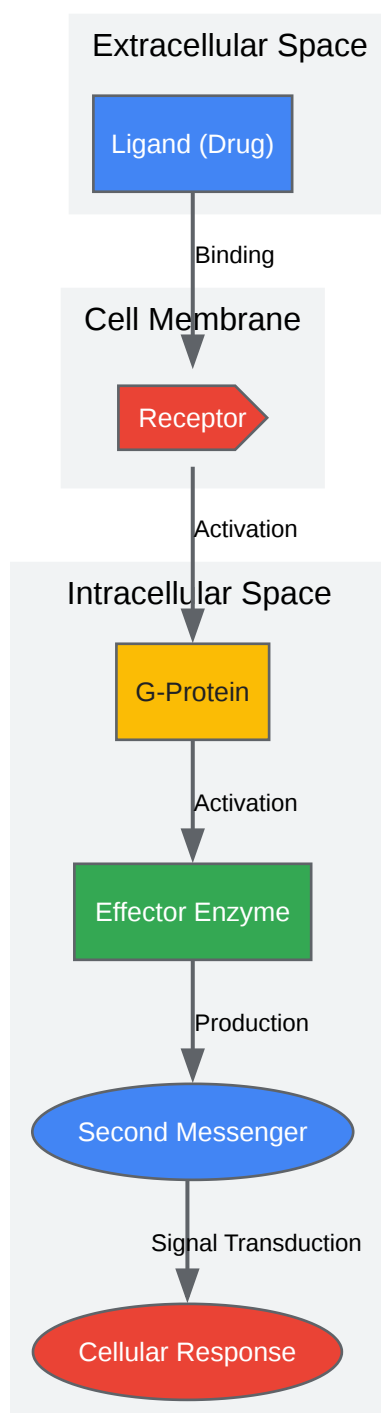 Extracellular Space
Ligand (Drug)
Binding
Cell Membrane
Receptor
Activation
Intracellular Space
G-Protein
Activation
Effector Enzyme
Production
Second Messenger
Signal Transduction
Cellular Response